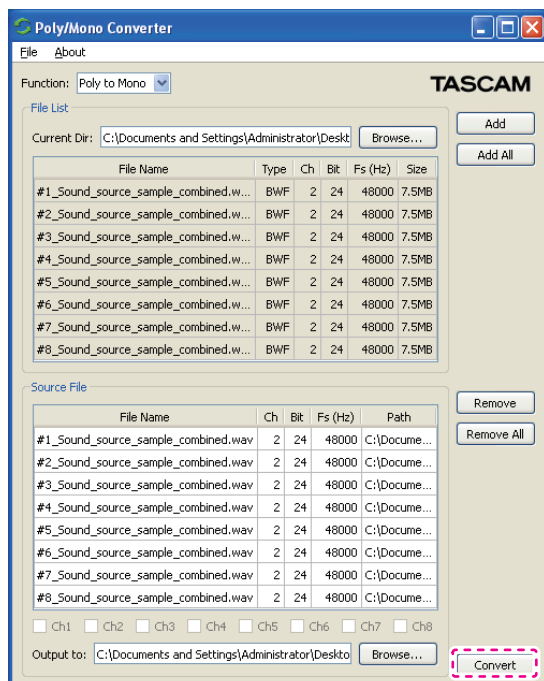 Poly/Mono Converter
File About
Function: Poly to Mono
TASCAM
File List
Current Dir: C:\Documents and Settings\Administrator\Deskt Browse... Add
Add All
File Name Type Ch Bit Fs (Hz) Size
#1_Sound_source_sample_combined.w... BWF 2 24 48000 7.5MB
#2_Sound_source_sample_combined.w... BWF 2 24 48000 7.5MB
#3_Sound_source_sample_combined.w... BWF 2 24 48000 7.5MB
#4_Sound_source_sample_combined.w... BWF 2 24 48000 7.5MB
#5_Sound_source_sample_combined.w... BWF 2 24 48000 7.5MB
#6_Sound_source_sample_combined.w... BWF 2 24 48000 7.5MB
#7_Sound_source_sample_combined.w... BWF 2 24 48000 7.5MB
#8_Sound_source_sample_combined.w... BWF 2 24 48000 7.5MB
Source File
Remove
Remove All
File Name Ch Bit Fs (Hz) Path
#1_Sound_source_sample_combined.wav 2 24 48000 C:\Docume...
#2_Sound_source_sample_combined.wav 2 24 48000 C:\Docume...
#3_Sound_source_sample_combined.wav 2 24 48000 C:\Docume...
#4_Sound_source_sample_combined.wav 2 24 48000 C:\Docume...
#5_Sound_source_sample_combined.wav 2 24 48000 C:\Docume...
#6_Sound_source_sample_combined.wav 2 24 48000 C:\Docume...
#7_Sound_source_sample_combined.wav 2 24 48000 C:\Docume...
#8_Sound_source_sample_combined.wav 2 24 48000 C:\Docume...
Ch1 Ch2 Ch3 Ch4 Ch5 Ch6 Ch7 Ch8
Output to: C:\Documents and Settings\Administrator\Deskto Browse... Convert